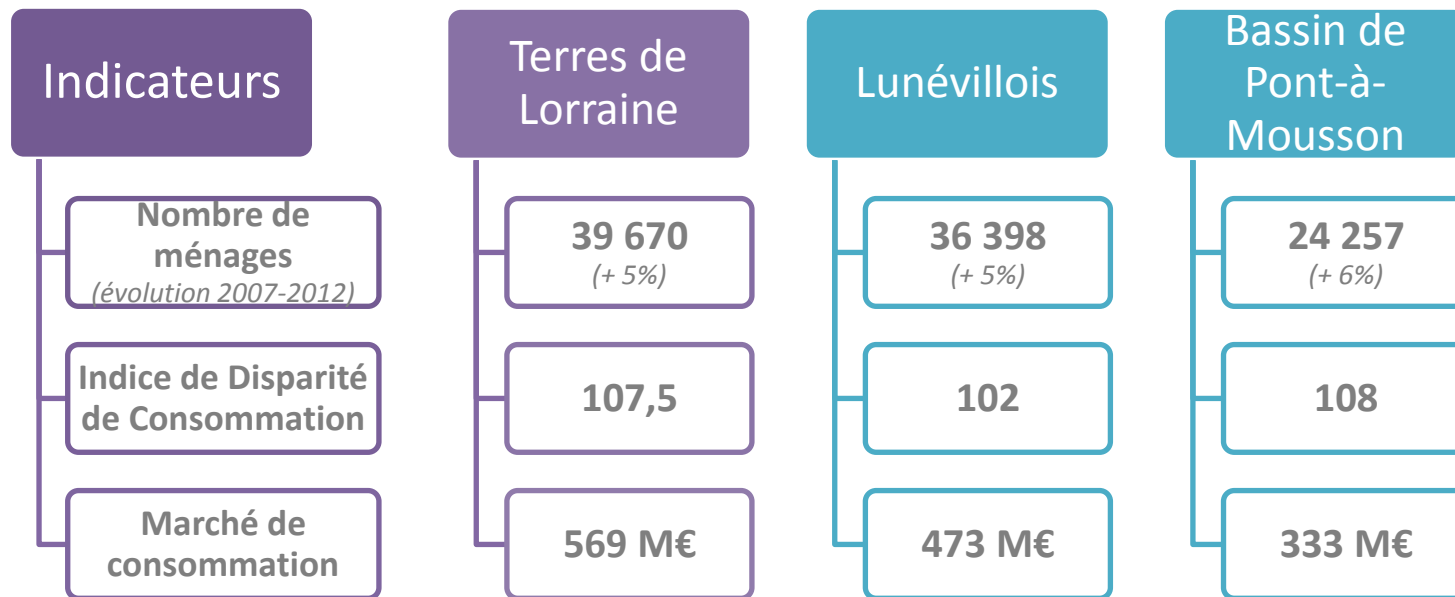 Indicateurs
Terres de
Lorraine
Lunévillois
Bassin de
Pont-à-
Mousson
Nombre de
ménages
(évolution 2007-2012)
39 670
(+ 5%)
36 398
(+ 5%)
24 257
(+ 6%)
Indice de Disparité
de Consommation
107,5
102
108
Marché de
consommation
569 M€
473 M€
333 M€